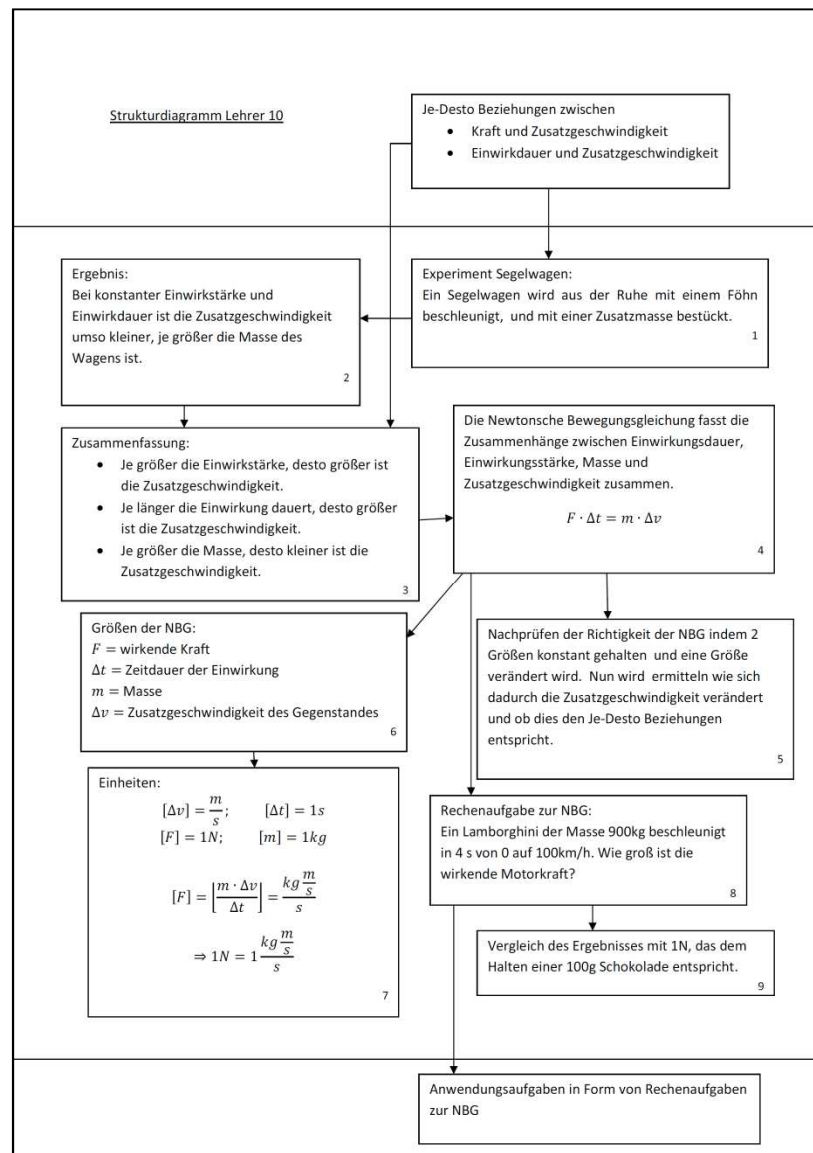 Strukturdiagramm Lehrer 10
Je-Desto Beziehungen zwischen
• Kraft und Zusatzgeschwindigkeit
• Einwirkdauer und Zusatzgeschwindigkeit
Experiment Segelwagen:
Ein Segelwagen wird aus der Ruhe mit einem Föhn
beschleunigt, und mit einer Zusatzmasse bestückt.
1
Ergebnis:
Bei konstanter Einwirkstärke und
Einwirkdauer ist die Zusatzgeschwindigkeit
umso kleiner, je größer die Masse des
Wagens ist.
2
Zusammenfassung:
• Je größer die Einwirkstärke, desto größer ist
die Zusatzgeschwindigkeit.
• Je länger die Einwirkung dauert, desto größer
ist die Zusatzgeschwindigkeit.
• Je größer die Masse, desto kleiner ist die
Zusatzgeschwindigkeit.
3
Die Newtonsche Bewegungsgleichung fasst die
Zusammenhänge zwischen Einwirkungsdauer,
Einwirkungsstärke, Masse und
Zusatzgeschwindigkeit zusammen.
F · Δt = m · Δv
4
Nachprüfen der Richtigkeit der NBG indem 2
Größen konstant gehalten und eine Größe
verändert wird. Nun wird ermitteln wie sich
dadurch die Zusatzgeschwindigkeit verändert
und ob dies den Je-Desto Beziehungen
entspricht.
5
Größen der NBG:
F = wirkende Kraft
Δt = Zeitdauer der Einwirkung
m = Masse
Δv = Zusatzgeschwindigkeit des Gegenstandes
6
Einheiten:
[Δv] = m/s; [Δt] = 1s
[F] = 1N; [m] = 1kg
[F] = [m · Δv / Δt] = kg m/s / s
⇒ 1N = 1 kg m/s / s
7
Rechenaufgabe zur NBG:
Ein Lamborghini der Masse 900kg beschleunigt
in 4 s von 0 auf 100km/h. Wie groß ist die
wirkende Motorkraft?
8
Vergleich des Ergebnisses mit 1N, das dem
Halten einer 100g Schokolade entspricht.
9
Anwendungsaufgaben in Form von Rechenaufgaben
zur NBG